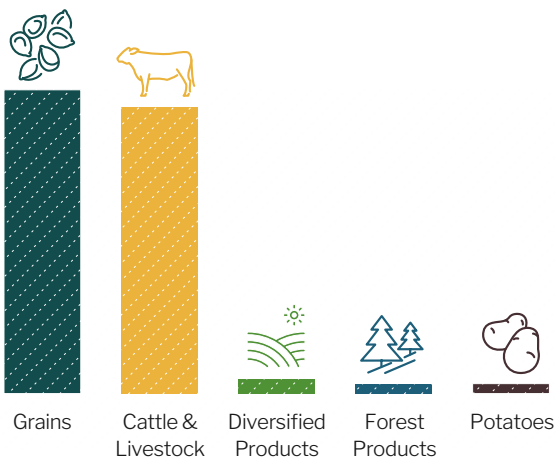 Grains
Cattle &
Livestock
Diversified
Products
Forest
Products
Potatoes